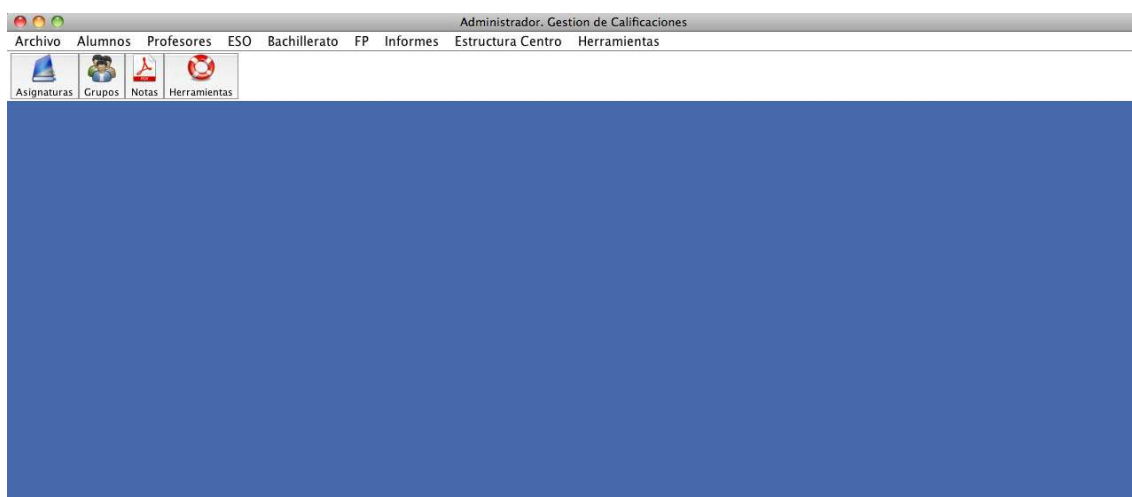 Administrador. Gestion de Calificaciones
Archivo Alumnos Profesores ESO Bachillerato FP Informes Estructura Centro Herramientas
Asignaturas Grupos Notas Herramientas